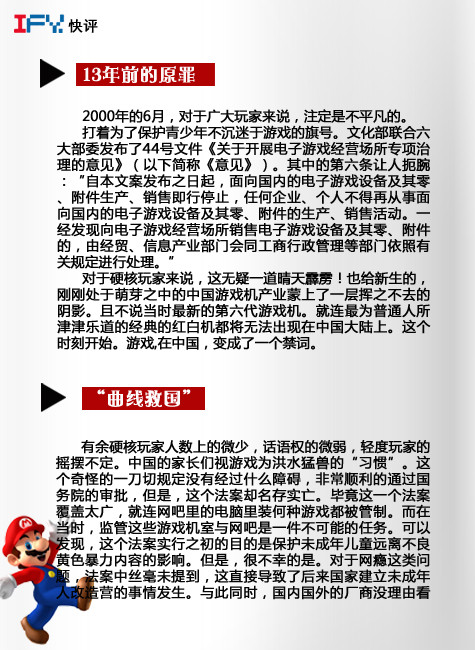 IFY. 快评
13年前的原罪
2000年的6月，对于广大玩家来说，注定是不平凡的。
打着为了保护青少年不沉迷于游戏的旗号。文化部联合六
大部委发布了44号文件《关于开展电子游戏经营场所专项治
理的意见》（以下简称《意见》）。其中的第六条让人扼腕
：“自本文案发布之日起，面向国内的电子游戏设备及其零
、附件生产、销售即行停止，任何企业、个人不得再从事面
向国内的电子游戏设备及其零、附件的生产、销售活动。一
经发现向电子游戏经营场所销售电子游戏设备及其零、附件
的，由经贸、信息产业部门会同工商行政管理等部门依照有
关规定进行处理。”
对于硬核玩家来说，这无疑一道晴天霹雳！也给新生的，
刚刚处于萌芽之中的中国游戏机产业蒙上了一层挥之不去的
阴影。且不说当时最新的第六代游戏机。就连最为普通人所
津津乐道的经典的红白机都将无法出现在中国大陆上。这个
时刻开始。游戏,在中国，变成了一个禁词。
“曲线救国”
有余硬核玩家人数上的微少，话语权的微弱，轻度玩家的
摇摆不定。中国的家长们视游戏为洪水猛兽的“习惯”。这
个奇怪的一刀切规定没有经过什么障碍，非常顺利的通过国
务院的审批，但是，这个法案却名存实亡。毕竟这一个法案
覆盖太广，就连网吧里的电脑里装何种游戏都被管制。而在
当时，监管这些游戏机室与网吧是一件不可能的任务。可以
发现，这个法案实行之初的目的是保护未成年儿童远离不良
黄色暴力内容的影响。但是，很不幸的是。对于网瘾这类问
题，法案中丝毫未提到，这直接导致了后来国家建立未成年
人改造营的事情发生。与此同时，国内国外的厂商没理由看